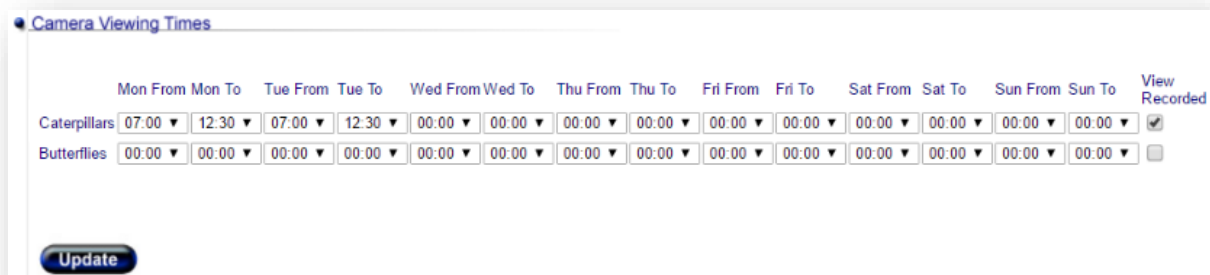 Camera Viewing Times
Mon From Mon To Tue From Tue To Wed From Wed To Thu From Thu To Fri From Fri To Sat From Sat To Sun From Sun To View Recorded
Caterpillars 07:00 12:30 07:00 12:30 00:00 00:00 00:00 00:00 00:00 00:00 00:00 00:00 00:00 00:00
Butterflies 00:00 00:00 00:00 00:00 00:00 00:00 00:00 00:00 00:00 00:00 00:00 00:00 00:00 00:00
Update